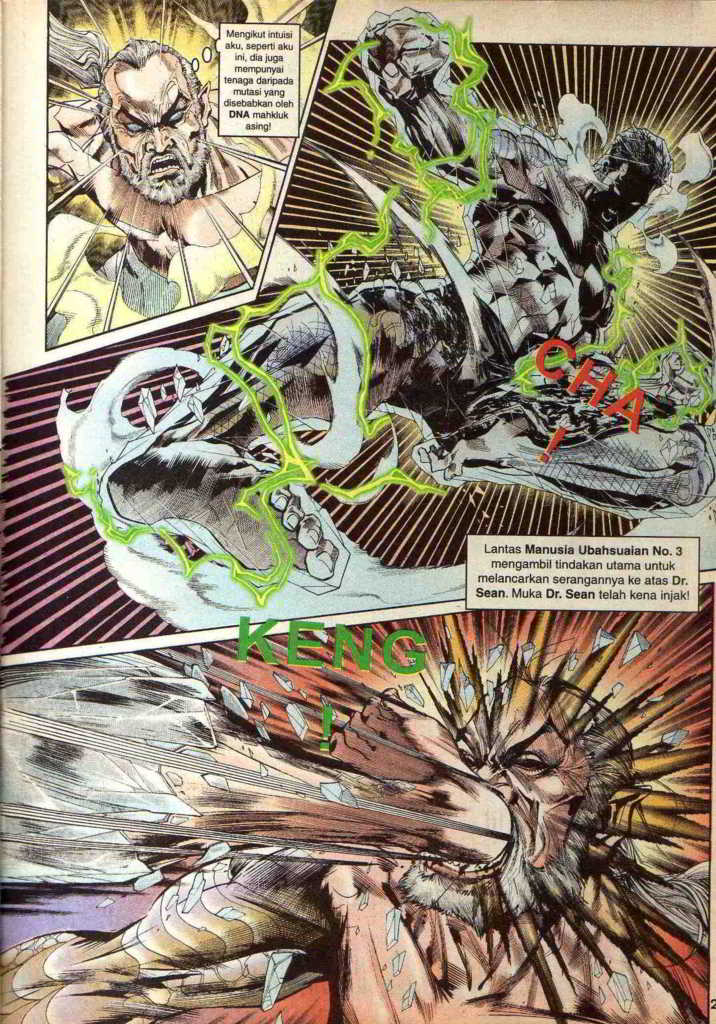 Mengikut intuisi
aku, seperti aku
ini, dia juga
mempunyai
tenaga daripada
mutasi yang
disebabkan oleh
DNA mahkluk
asing!
CHA
!
Lantas Manusia Ubahsuaian No. 3
mengambil tindakan utama untuk
melancarkan serangannya ke atas Dr.
Sean. Muka Dr. Sean telah kena injak!
KENG
!
2